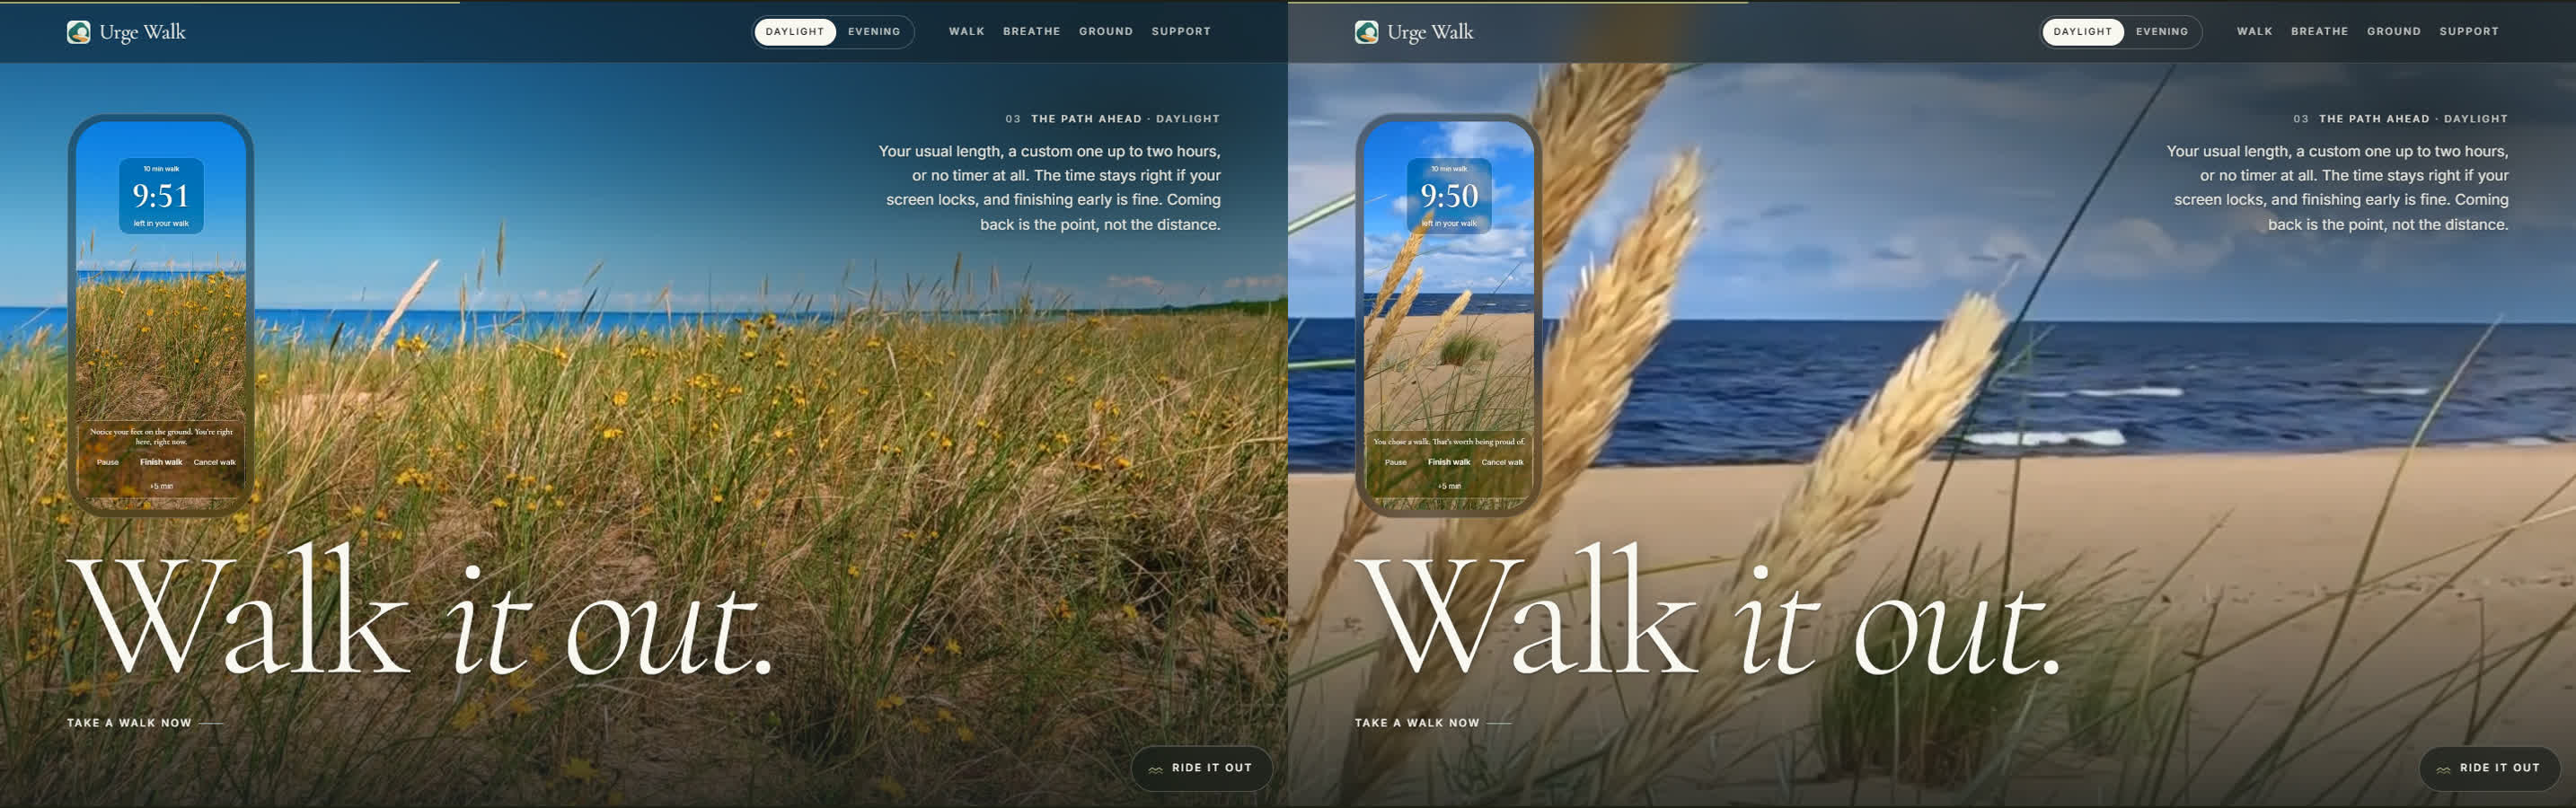 Urge Walk
DAYLIGHT
EVENING
WALK
BREATHE
GROUND
SUPPORT
03 THE PATH AHEAD · DAYLIGHT
Your usual length, a custom one up to two hours,
or no timer at all. The time stays right if your
screen locks, and finishing early is fine. Coming
back is the point, not the distance.
10 min walk
9:51
left in your walk
Notice your feet on the ground. You're right
here, right now.
Pause
Finish walk
Cancel walk
+5 min
Walk it out.
TAKE A WALK NOW
RIDE IT OUT
Urge Walk
DAYLIGHT
EVENING
WALK
BREATHE
GROUND
SUPPORT
03 THE PATH AHEAD · DAYLIGHT
Your usual length, a custom one up to two hours,
or no timer at all. The time stays right if your
screen locks, and finishing early is fine. Coming
back is the point, not the distance.
10 min walk
9:50
left in your walk
You chose a walk. That's worth being proud of.
Pause
Finish walk
Cancel walk
+5 min
Walk it out.
TAKE A WALK NOW
RIDE IT OUT